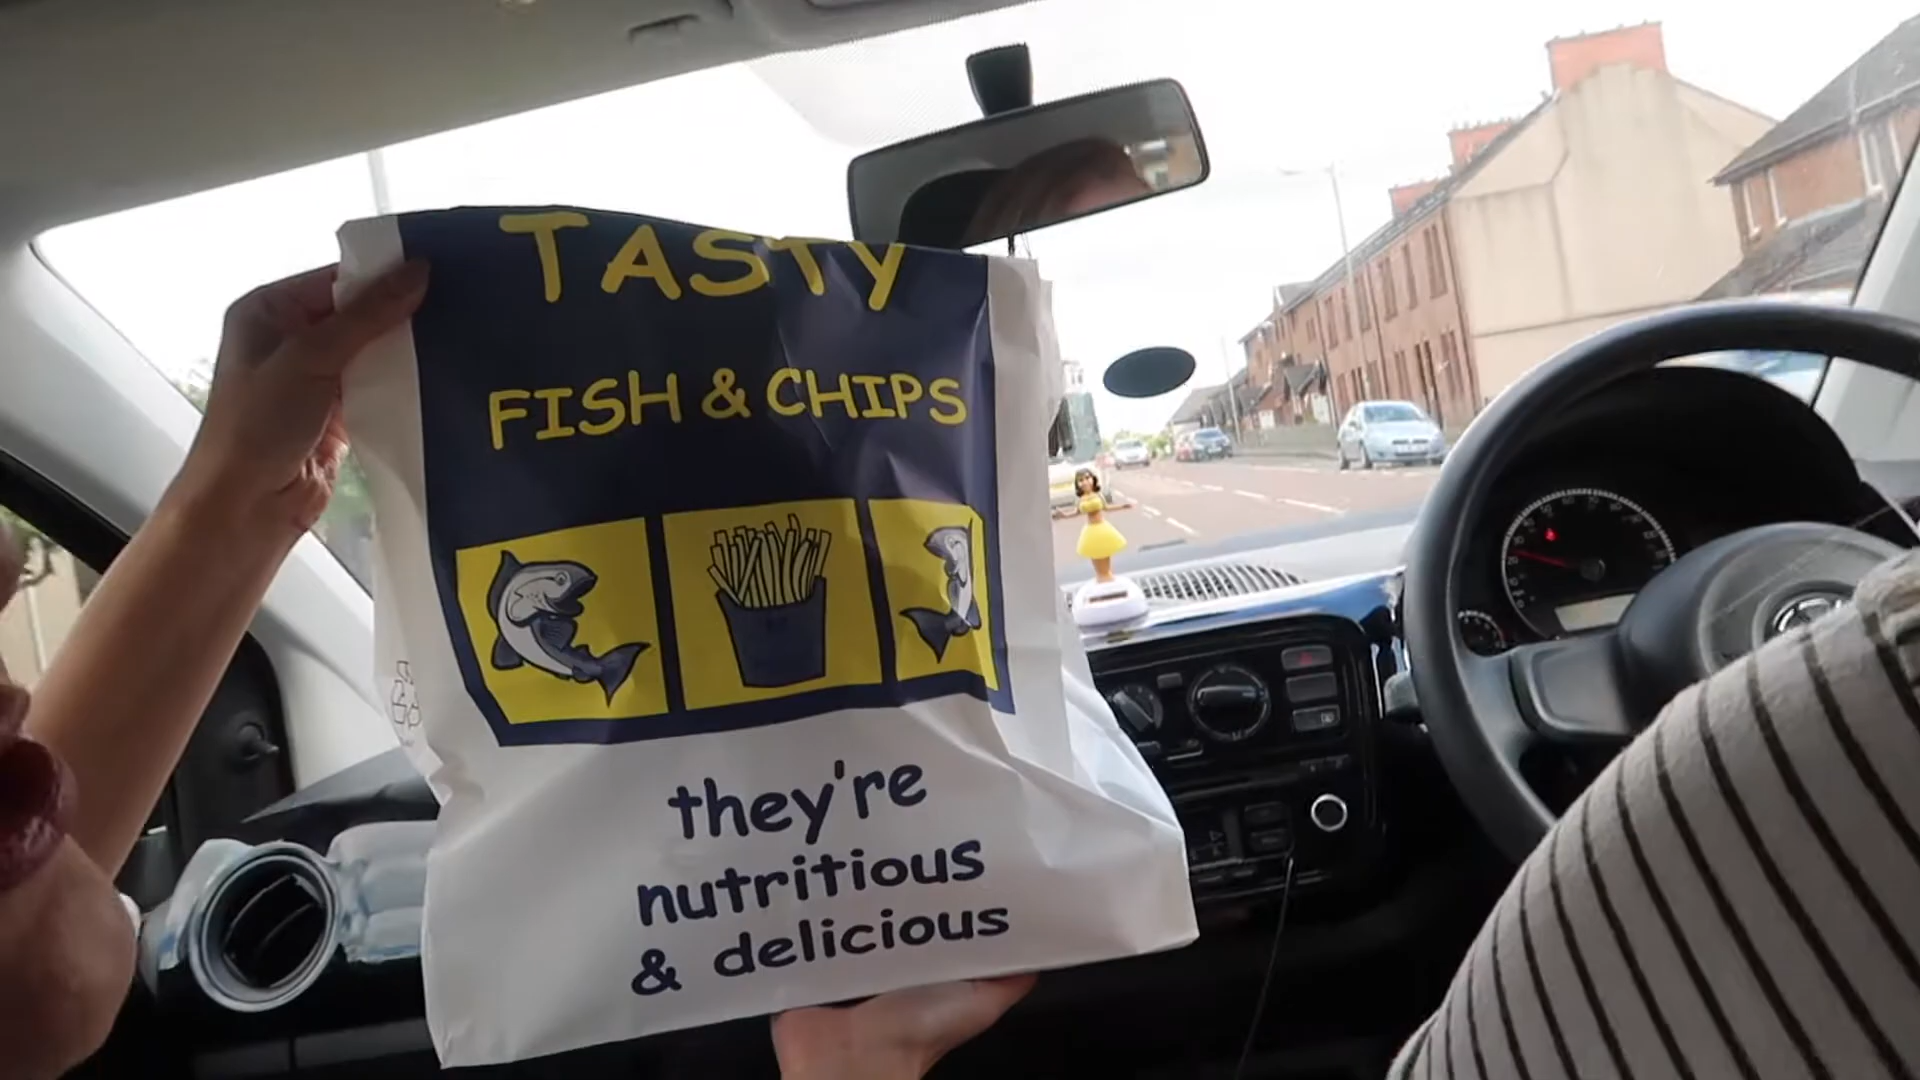 TASTY
FISH & CHIPS
they're
nutritious
& delicious